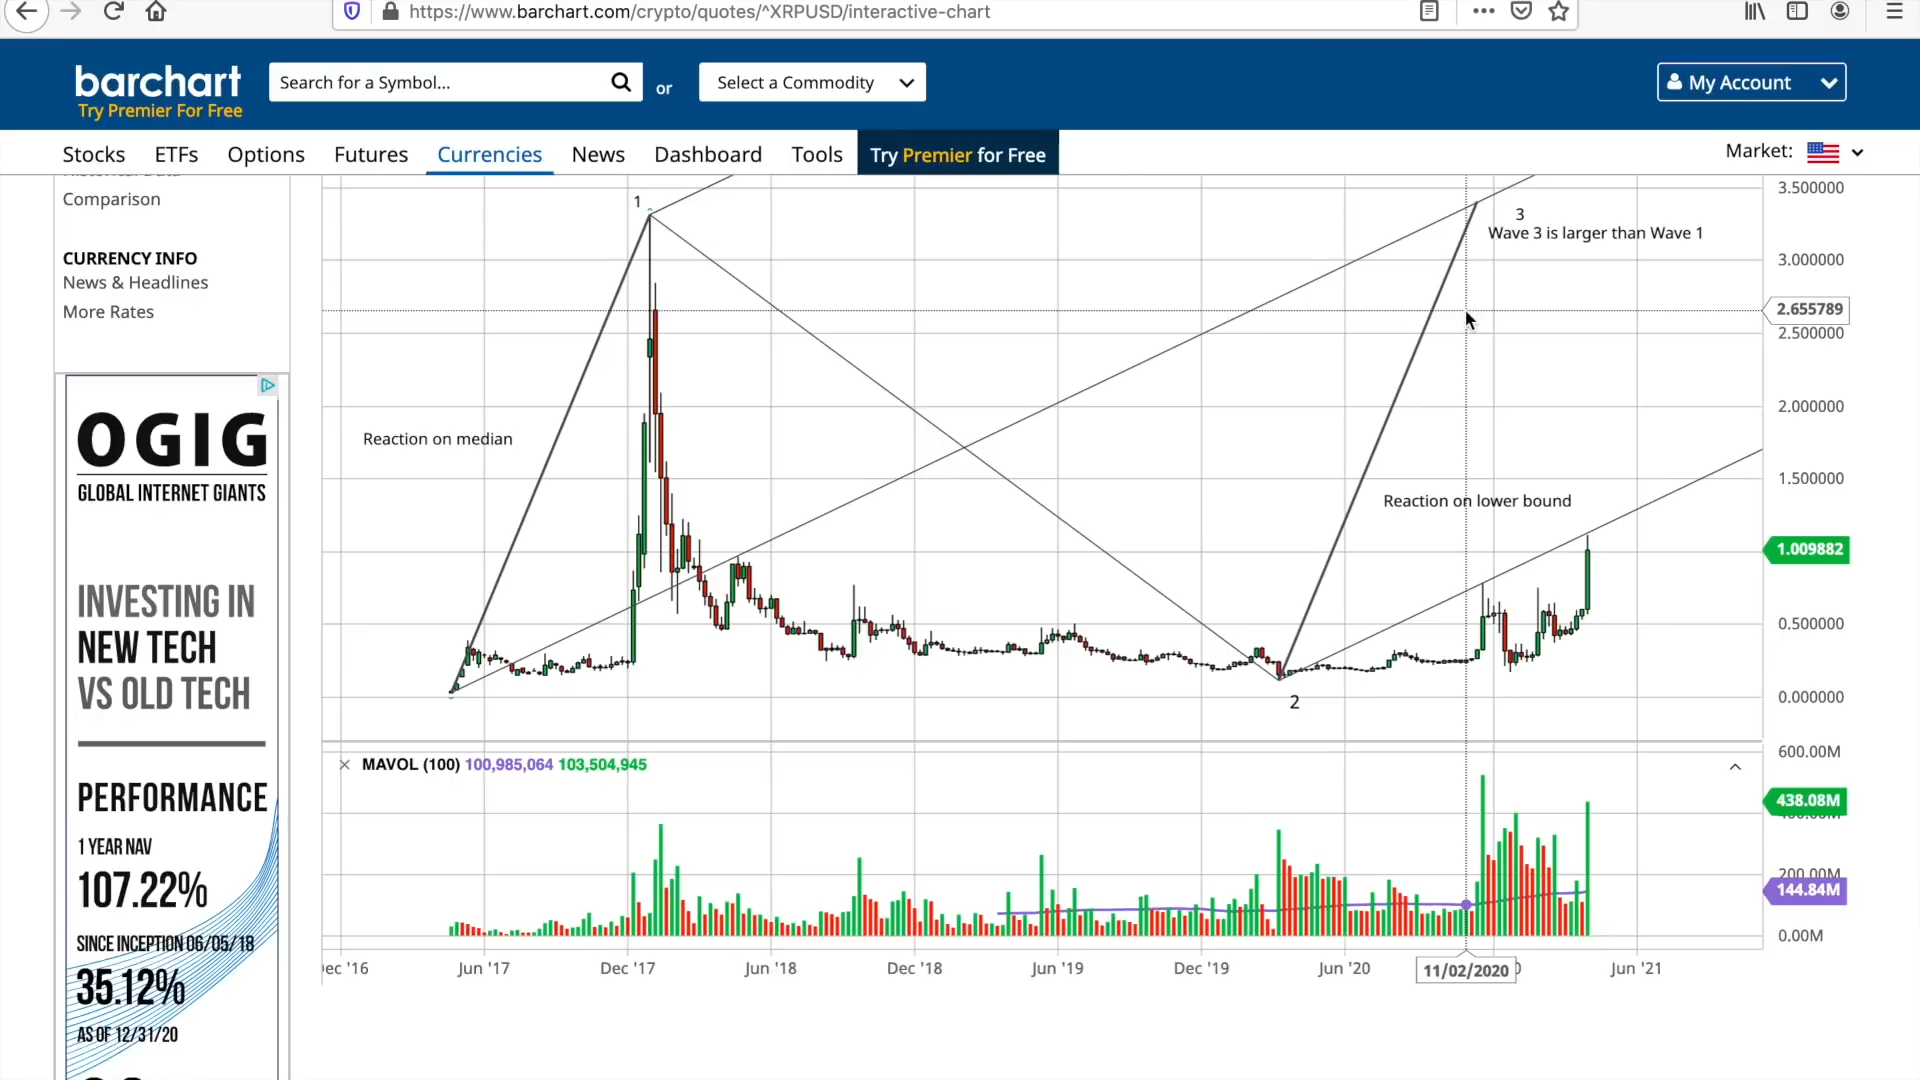 https://www.barchart.com/crypto/quotes/^XRPUSD/interactive-chart
barchart
Try Premier For Free
Search for a Symbol...
or
Select a Commodity
My Account
Stocks ETFs Options Futures Currencies News Dashboard Tools Try Premier for Free
Market:
Historical Data
Comparison
CURRENCY INFO
News & Headlines
More Rates
OGIG
GLOBAL INTERNET GIANTS
INVESTING IN
NEW TECH
VS OLD TECH
PERFORMANCE
1 YEAR NAV
107.22%
SINCE INCEPTION 06/05/18
35.12%
AS OF 12/31/20
1
3
Wave 3 is larger than Wave 1
Reaction on median
Reaction on lower bound
2
3.500000
3.000000
2.655789
2.500000
2.000000
1.500000
1.009882
0.500000
0.000000
MAVOL (100) 100,985,064 103,504,945
600.00M
438.08M
200.00M
144.84M
0.00M
ec '16 Jun '17 Dec '17 Jun '18 Dec '18 Jun '19 Dec '19 Jun '20 11/02/2020 Jun '21